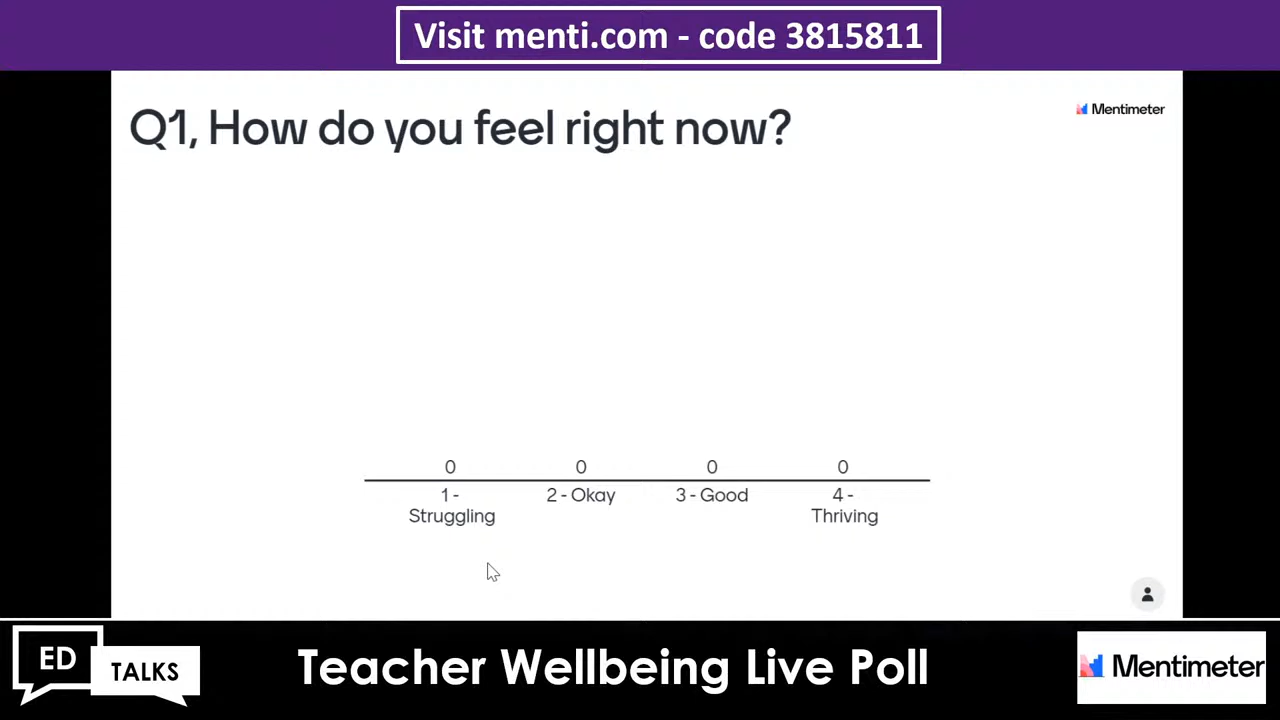 Visit menti.com - code 3815811
Q1, How do you feel right now?
Mentimeter
0 0 0 0
1 - 2 - Okay 3 - Good 4 -
Struggling Thriving
ED
TALKS
Teacher Wellbeing Live Poll
Mentimeter